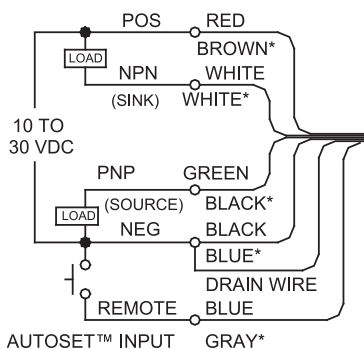 POS RED
LOAD BROWN*
NPN WHITE
(SINK) WHITE*
10 TO
30 VDC
PNP GREEN
LOAD (SOURCE) BLACK*
NEG BLACK
BLUE*
DRAIN WIRE
REMOTE BLUE
AUTOSET™ INPUT GRAY*